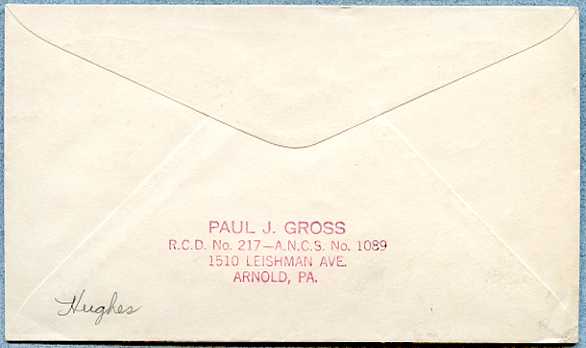 PAUL J. GROSS
R.C.D. No. 217—A.N.C.S. No. 1089
1510 LEISHMAN AVE.
ARNOLD, PA.
Hughes